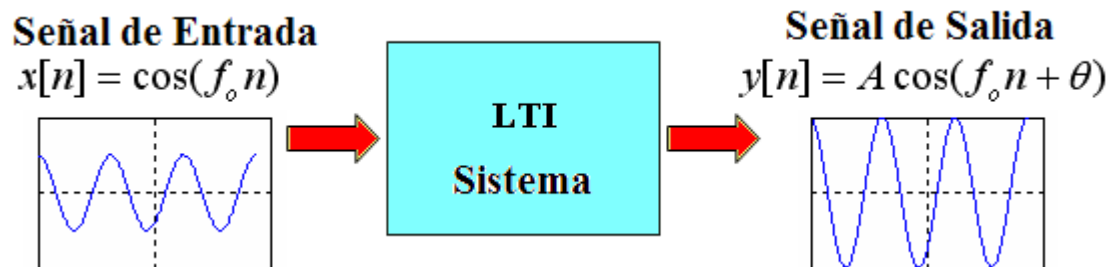 Señal de Entrada
x[n] = cos(fₒn)
LTI
Sistema
Señal de Salida
y[n] = A cos(fₒn + θ)